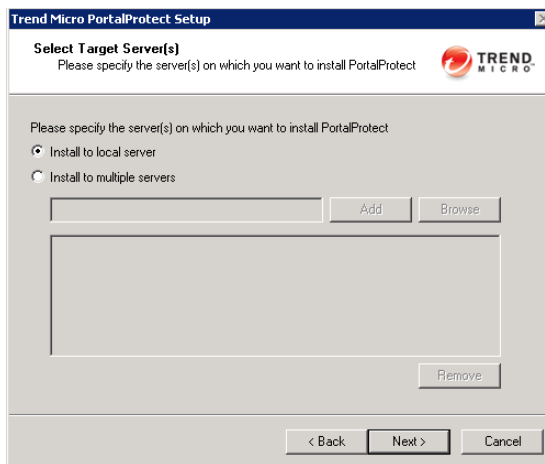 Trend Micro PortalProtect Setup
Select Target Server(s)
Please specify the server(s) on which you want to install PortalProtect
TREND
MICRO
Please specify the server(s) on which you want to install PortalProtect
Install to local server
Install to multiple servers
Add
Browse
Remove
< Back
Next >
Cancel